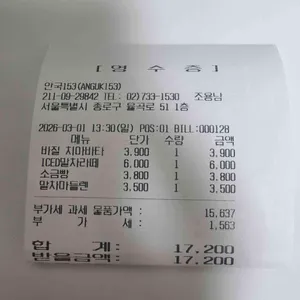 [ 영 수 증 ]
안국153(ANGUK153)
211-09-29842 TEL: 02)733-1530 조용남
서울특별시 종로구 율곡로 51 1층
2026-03-01 13:30(일) POS:01 BILL:000128
메뉴 단가 수량 금액
바질 치아바타 3,900 1 3,900
ICED말차라떼 6,000 1 6,000
소금빵 3,800 1 3,800
말차마들렌 3,500 1 3,500
부가세 과세 물품가액 : 15,637
부 가 세 : 1,563
합 계 : 17,200
받을금액 : 17,200